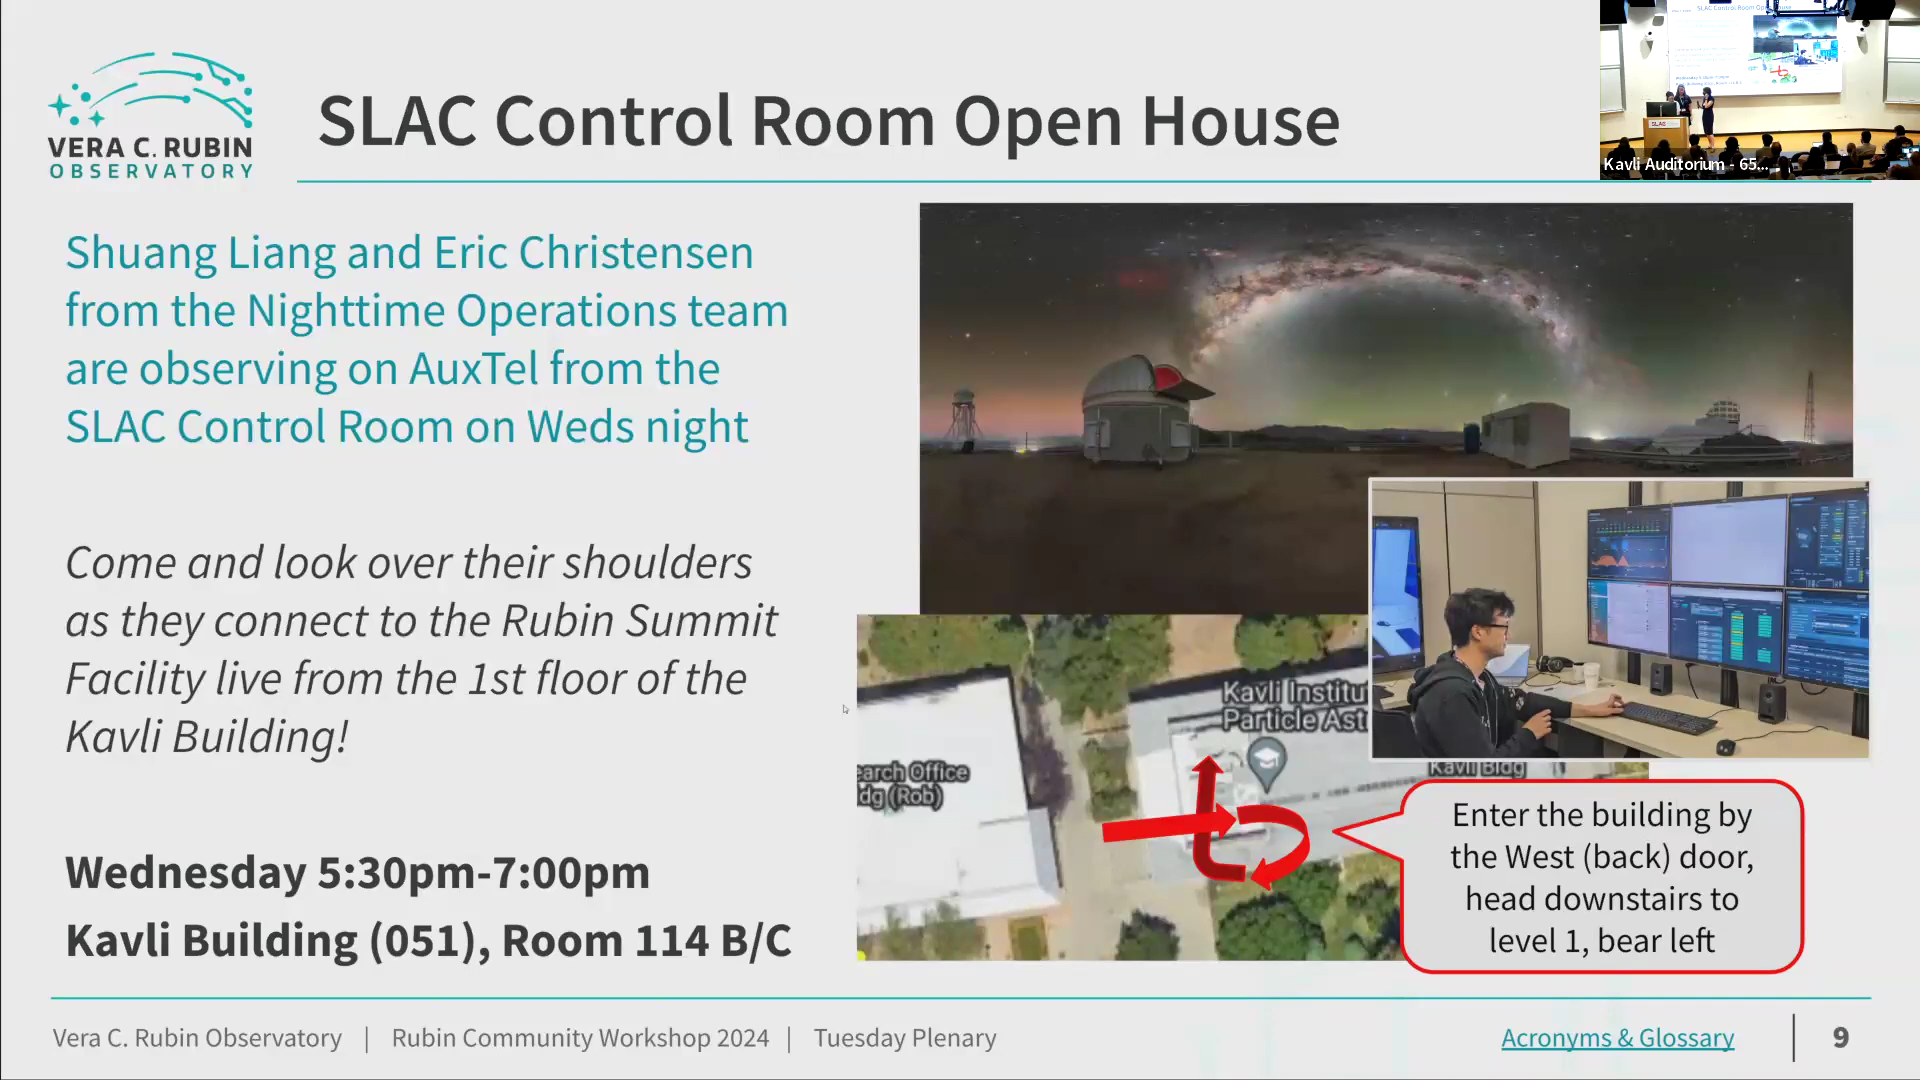 SLAC Control Room Open House
VERA C. RUBIN
OBSERVATORY
Kavli Auditorium - 65...
Shuang Liang and Eric Christensen
from the Nighttime Operations team
are observing on AuxTel from the
SLAC Control Room on Weds night
Come and look over their shoulders
as they connect to the Rubin Summit
Facility live from the 1st floor of the
Kavli Building!
Wednesday 5:30pm-7:00pm
Kavli Building (051), Room 114 B/C
Kavli Institu
Particle Ast
earch Office
dg (Rob)
Kavli Bldg
Enter the building by
the West (back) door,
head downstairs to
level 1, bear left
Vera C. Rubin Observatory | Rubin Community Workshop 2024 | Tuesday Plenary
Acronyms & Glossary | 9